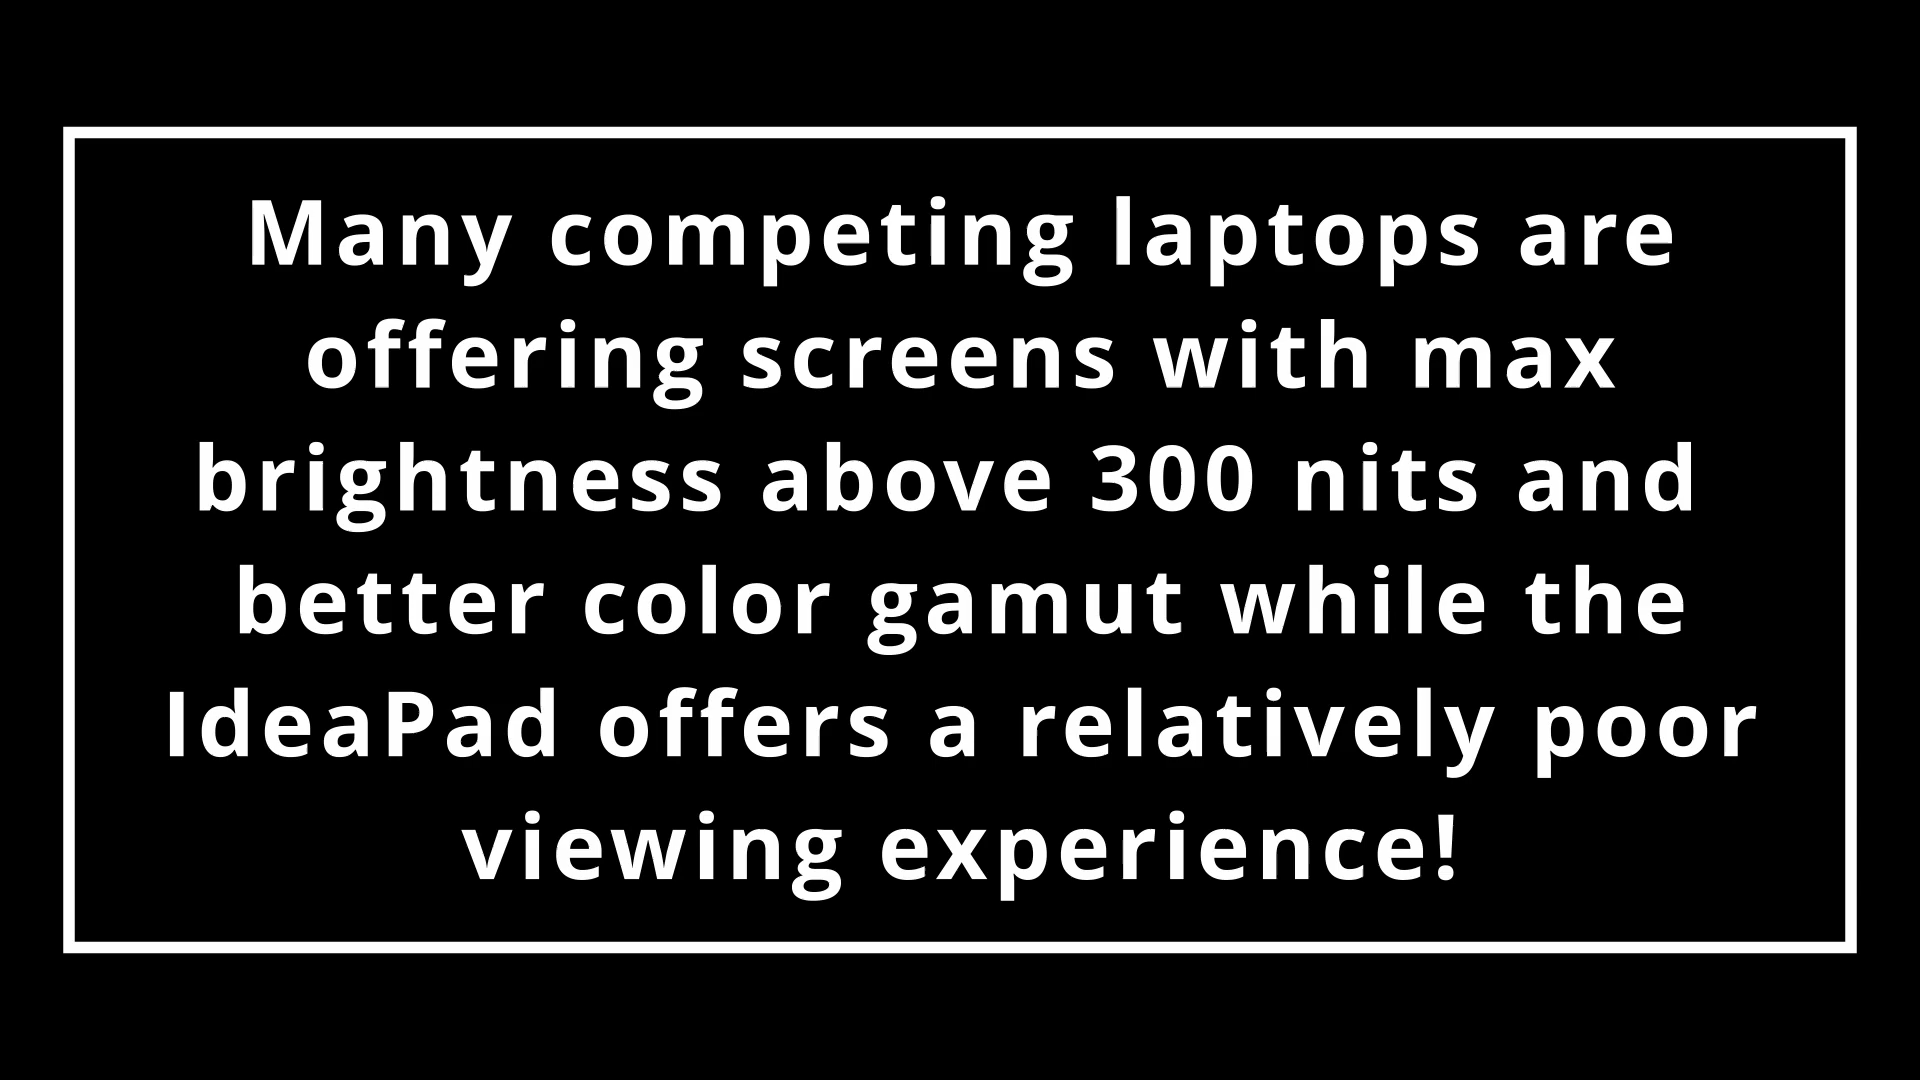 Many competing laptops are
offering screens with max
brightness above 300 nits and
better color gamut while the
IdeaPad offers a relatively poor
viewing experience!